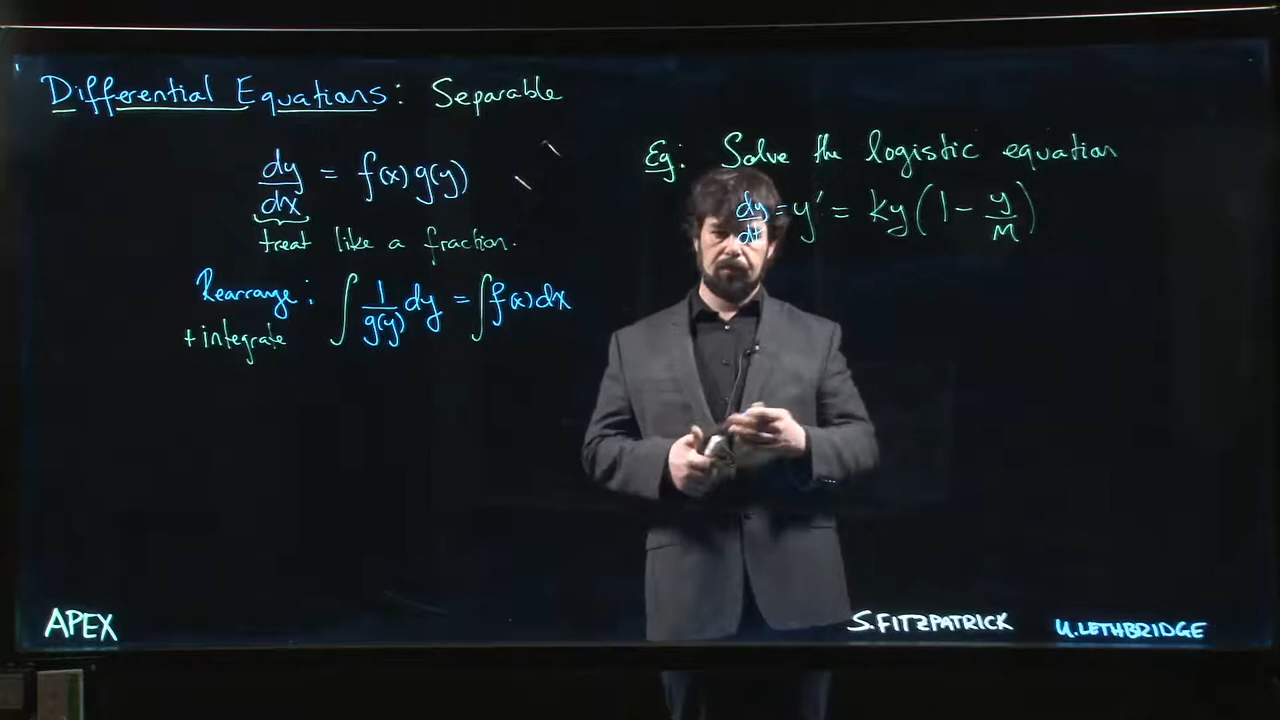 Differential Equations: Separable
dy/dx = f(x)g(y)
treat like a fraction.
Rearrange: ∫ 1/g(y) dy = ∫ f(x)dx
+integrate
Eg: Solve the logistic equation
dy/dt = y' = ky(1 - y/M)
APEX
S.FITZPATRICK
U.LETHBRIDGE